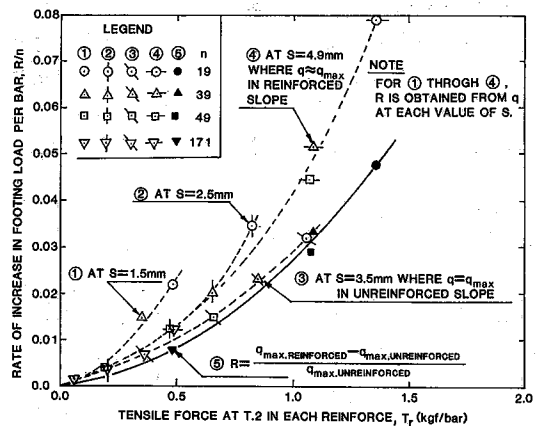 LEGEND
① ② ③ ④ ⑤ n
19
39
49
171
④ AT S=4.9mm
WHERE q≈qmax
IN REINFORCED
SLOPE
NOTE
FOR ① THROGH ④,
R IS OBTAINED FROM q
AT EACH VALUE OF S.
② AT S=2.5mm
① AT S=1.5mm
③ AT S=3.5mm WHERE q=qmax
IN UNREINFORCED SLOPE
⑤ R= qmax.REINFORCED−qmax,UNREINFORCED
qmax.UNREINFORCED
RATE OF INCREASE IN FOOTING LOAD PER BAR, R/n
0.08
0.07
0.06
0.05
0.04
0.03
0.02
0.01
0.0
0.0 0.5 1.0 1.5 2.0
TENSILE FORCE AT T.2 IN EACH REINFORCE, Tr (kgf/bar)